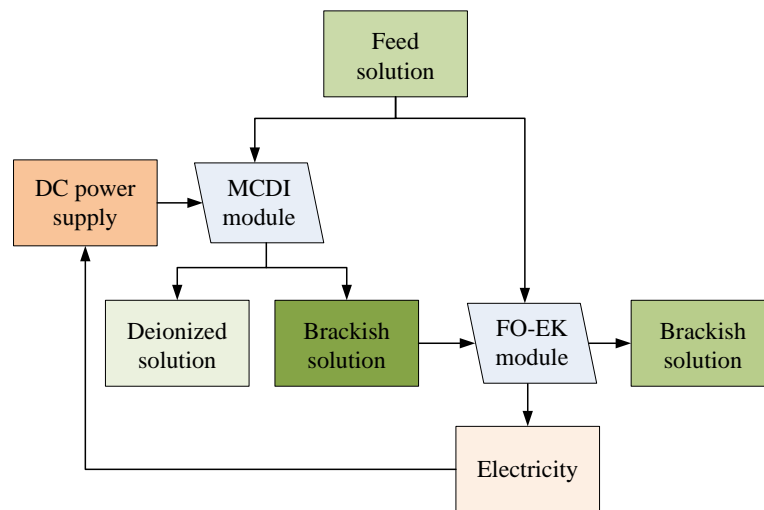 Feed
solution
DC power
supply
MCDI
module
Deionized
solution
Brackish
solution
FO-EK
module
Brackish
solution
Electricity